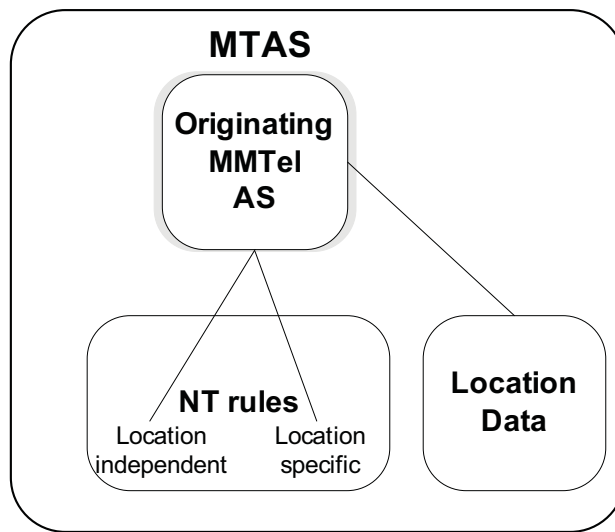 MTAS
Originating
MMTel
AS
NT rules
Location
independent
Location
specific
Location
Data